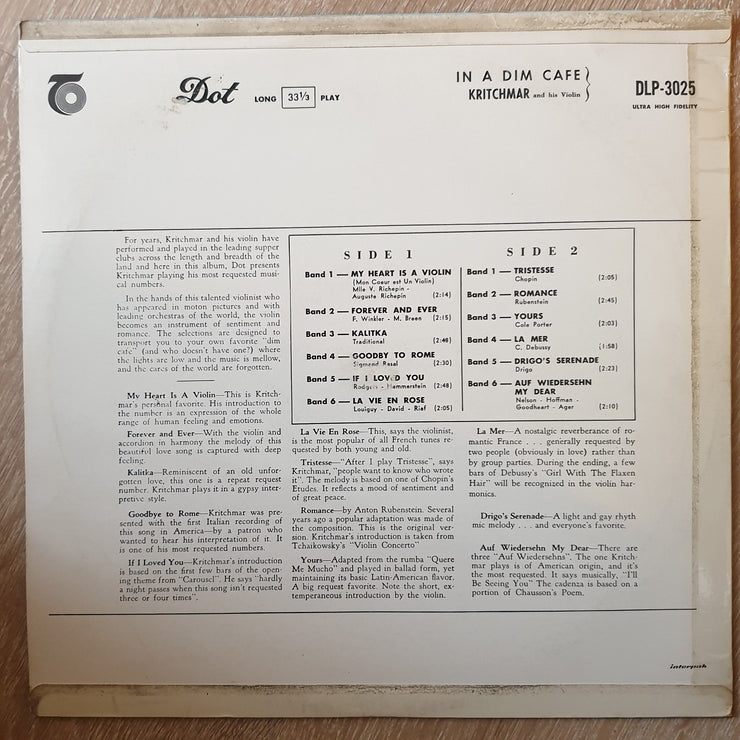 Dot
LONG 33⅓ PLAY
IN A DIM CAFE
KRITCHMAR and his Violin
DLP-3025
ULTRA HIGH FIDELITY
For years, Kritchmar and his violin have
performed and played in the leading supper
clubs across the length and breadth of the
land and here in this album, Dot presents
Kritchmar playing his most requested musi-
cal numbers.
In the hands of this talented violinist who
has appeared in motion pictures and with
leading orchestras of the world, the violin
becomes an instrument of sentiment and
romance. The selections are designed to
transport you to your own favorite "dim
cafe" (and who doesn't have one?) where
the lights are low and the music is mellow,
and the cares of the world are forgotten.
My Heart Is A Violin—This is Kritch-
mar's personal favorite. His introduction to
the number is an expression of the whole
range of human feeling and emotions.
Forever and Ever—With the violin and
accordion in harmony the melody of this
beautiful love song is captured with deep
feeling.
Kalitka—Reminiscent of an old unfor-
gotten love, this one is a repeat request
number. Kritchmar plays it in a gypsy inter-
pretive style.
Goodbye to Rome—Kritchmar was pre-
sented with the first Italian recording of
this song in America—by a patron who
wanted to hear his interpretation of it. It
is one of his most requested numbers.
If I Loved You—Kritchmar's introduction
is based on the first few bars of the open-
ing theme from "Carousel". He says "hardly
a night passes when this song isn't requested
three or four times".
SIDE 1
Band 1 — MY HEART IS A VIOLIN
(Mon Coeur est Un Violin)
Mlle V. Richepin -
Auguste Richepin (2:14)
Band 2 — FOREVER AND EVER
F. Winkler - M. Breen (2:15)
Band 3 — KALITKA
Traditional (2:48)
Band 4 — GOODBY TO ROME
Sigmand Rasel (2:30)
Band 5 — IF I LOVED YOU
Rodgers - Hammerstein (2:48)
Band 6 — LA VIE EN ROSE
Louiguy - David - Rief (2:05)
SIDE 2
Band 1 — TRISTESSE
Chopin (2:05)
Band 2 — ROMANCE
Rubenstein (2:45)
Band 3 — YOURS
Cole Porter (2:03)
Band 4 — LA MER
C. Debussy (1:58)
Band 5 — DRIGO'S SERENADE
Drigo (2:23)
Band 6 — AUF WIEDERSEHN
MY DEAR
Nelson - Hoffman -
Goodheart - Ager (2:10)
La Vie En Rose—This, says the violinist,
is the most popular of all French tunes re-
quested by both young and old.
Tristesse—"After I play Tristesse", says
Kritchmar, "people want to know who wrote
it". The melody is based on one of Chopin's
Etudes. It reflects a mood of sentiment and
of great peace.
Romance—by Anton Rubenstein. Several
years ago a popular adaptation was made of
the composition. This is the original ver-
sion. Kritchmar's introduction is taken from
Tchaikowsky's "Violin Concerto"
Yours—Adapted from the rumba "Quere
Me Mucho" and played in ballad form, yet
maintaining its basic Latin-American flavor.
A big request favorite. Note the short, ex-
temperaneous introduction by the violin.
La Mer—A nostalgic reverberance of ro-
mantic France . . . generally requested by
two people (obviously in love) rather than
by group parties. During the ending, a few
bars of Debussy's "Girl With The Flaxen
Hair" will be recognized in the violin har-
monics.
Drigo's Serenade—A light and gay rhyth
mic melody . . . and everyone's favorite.
Auf Wiedersehn My Dear—There are
three "Auf Wiedersehns". The one Kritch-
mar plays is of American origin, and it's
the most requested. It says musically, "I'll
Be Seeing You" The cadenza is based on a
portion of Chausson's Poem.
interpak